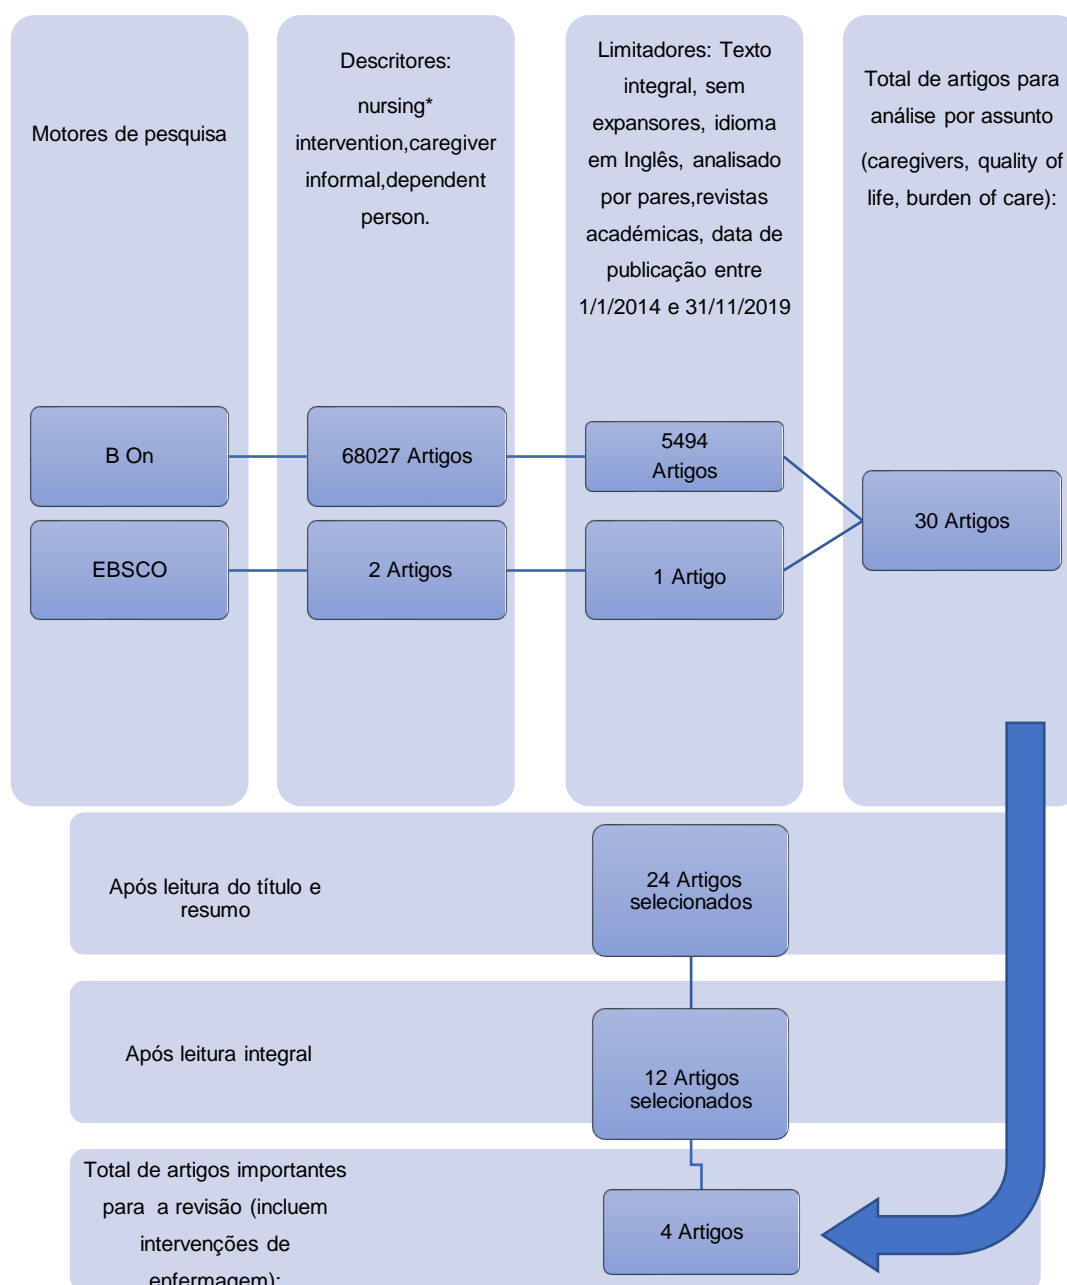 Motores de pesquisa
Descritores:
nursing*
intervention,caregiver
informal,dependent
person.
Limitadores: Texto
integral, sem
expansores, idioma
em Inglês, analisado
por pares,revistas
académicas, data de
publicação entre
1/1/2014 e 31/11/2019
Total de artigos para
análise por assunto
(caregivers, quality of
life, burden of care):
B On
68027 Artigos
5494
Artigos
30 Artigos
EBSCO
2 Artigos
1 Artigo
Após leitura do título e
resumo
24 Artigos
selecionados
Após leitura integral
12 Artigos
selecionados
Total de artigos importantes
para a revisão (incluem
intervenções de
enfermagem):
4 Artigos